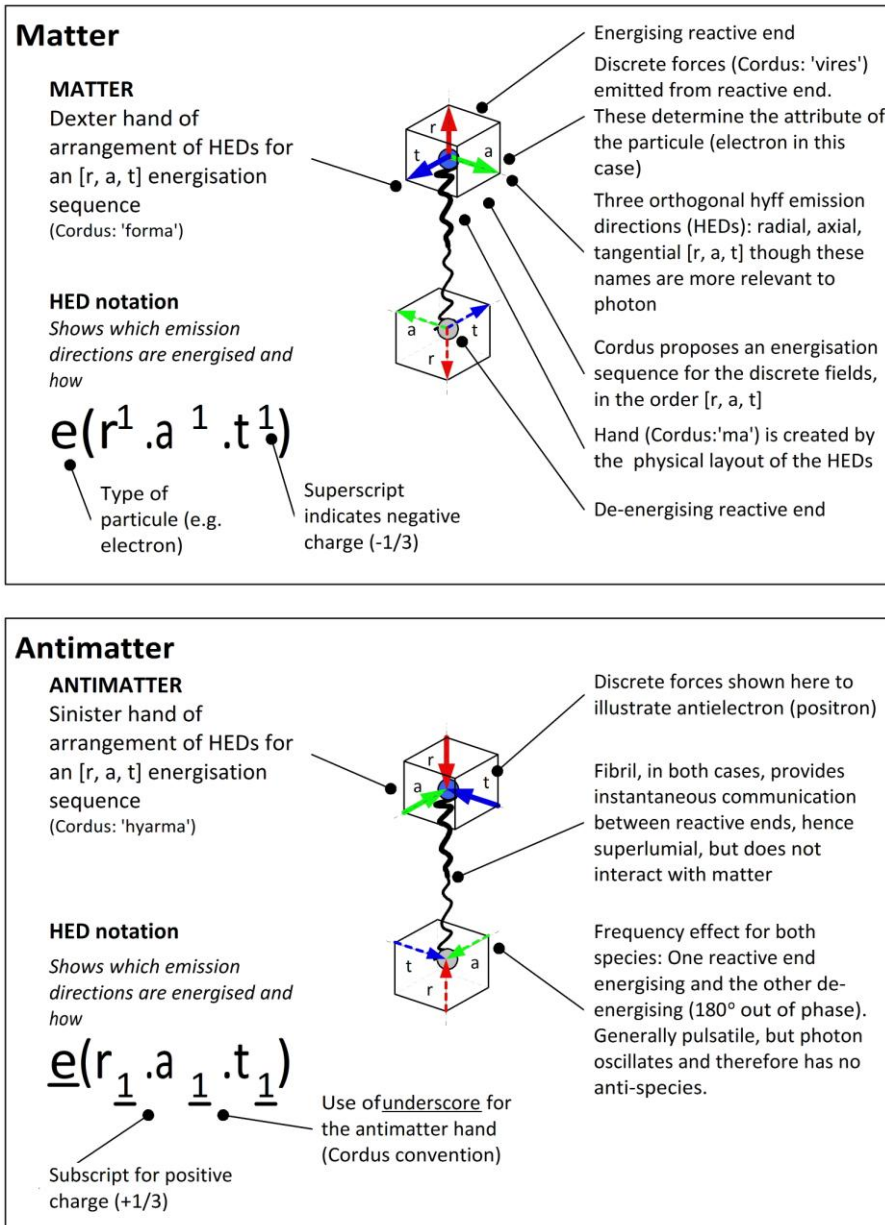 Matter
MATTER
Dexter hand of
arrangement of HEDs for
an [r, a, t] energisation
sequence
(Cordus: 'forma')
HED notation
Shows which emission
directions are energised and
how
e(r¹ .a ¹ .t ¹)
Type of
particule (e.g.
electron)
Superscript
indicates negative
charge (-1/3)
r
t
a
a
t
r
Energising reactive end
Discrete forces (Cordus: 'vires')
emitted from reactive end.
These determine the attribute of
the particule (electron in this
case)
Three orthogonal hyff emission
directions (HEDs): radial, axial,
tangential [r, a, t] though these
names are more relevant to
photon
Cordus proposes an energisation
sequence for the discrete fields,
in the order [r, a, t]
Hand (Cordus:'ma') is created by
the physical layout of the HEDs
De-energising reactive end
Antimatter
ANTIMATTER
Sinister hand of
arrangement of HEDs for
an [r, a, t] energisation
sequence
(Cordus: 'hyarma')
HED notation
Shows which emission
directions are energised and
how
e(r₁ .a ₁ .t₁)
Subscript for positive
charge (+1/3)
Use of underscore for
the antimatter hand
(Cordus convention)
r
a
t
t
a
r
Discrete forces shown here to
illustrate antielectron (positron)
Fibril, in both cases, provides
instantaneous communication
between reactive ends, hence
superlumial, but does not
interact with matter
Frequency effect for both
species: One reactive end
energising and the other de-
energising (180° out of phase).
Generally pulsatile, but photon
oscillates and therefore has no
anti-species.